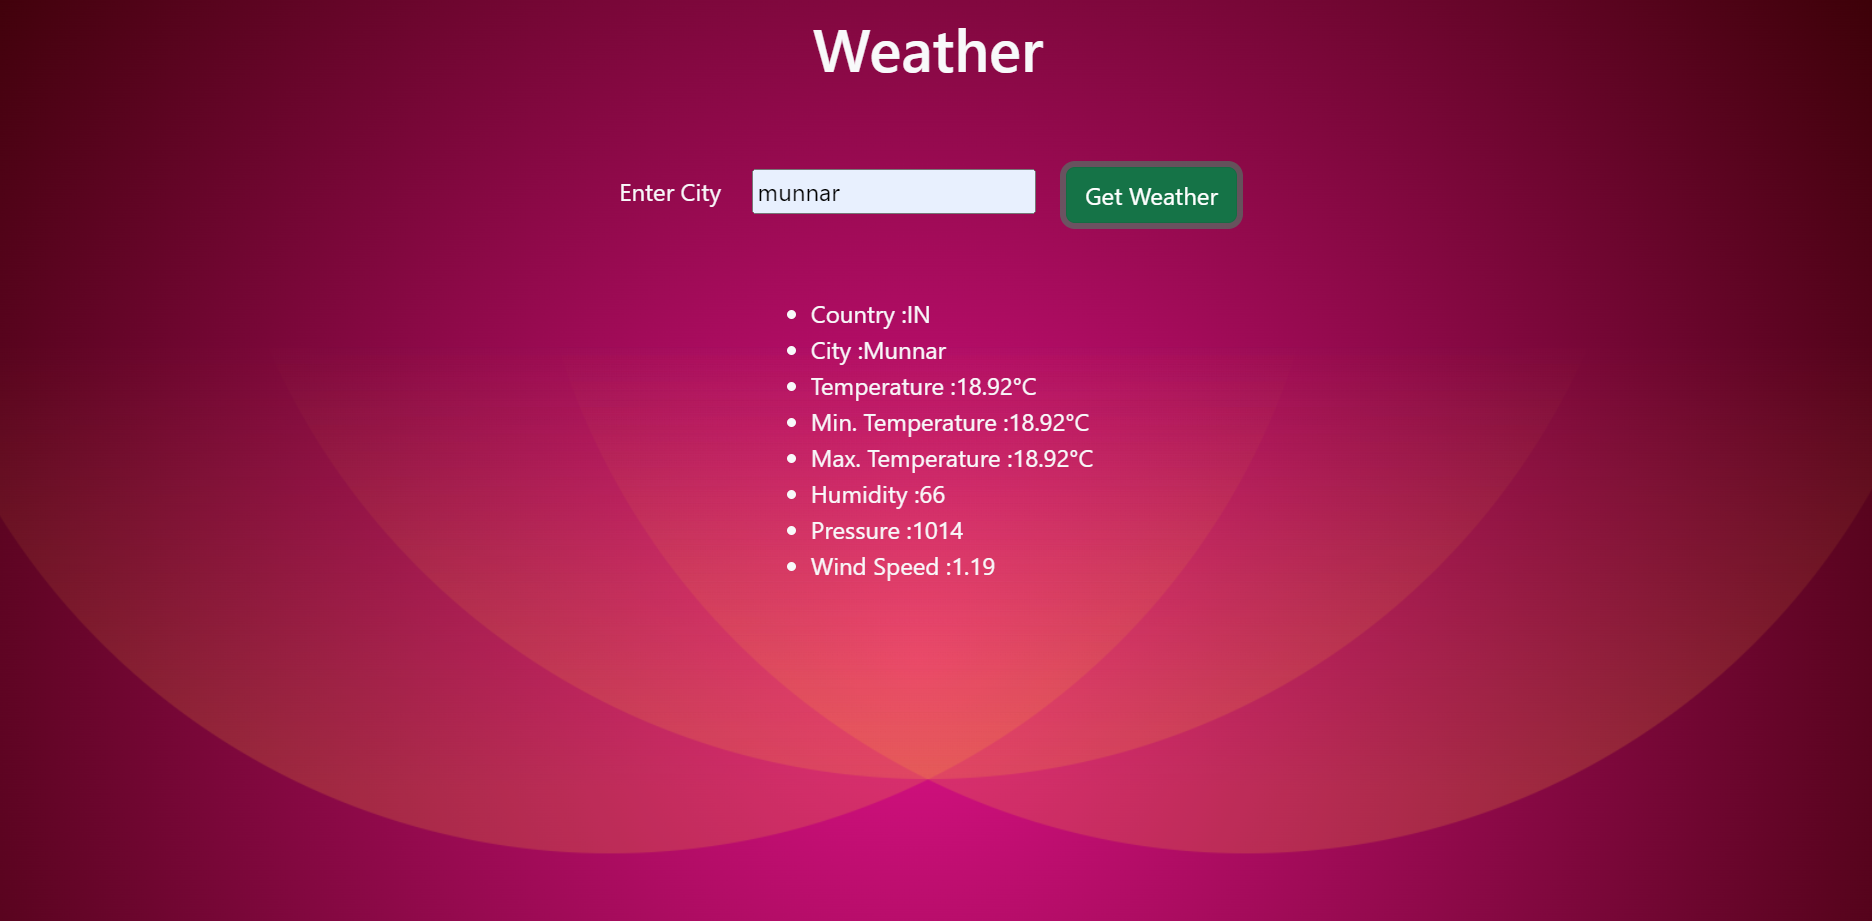 Weather
Enter City munnar Get Weather
Country :IN
City :Munnar
Temperature :18.92°C
Min. Temperature :18.92°C
Max. Temperature :18.92°C
Humidity :66
Pressure :1014
Wind Speed :1.19